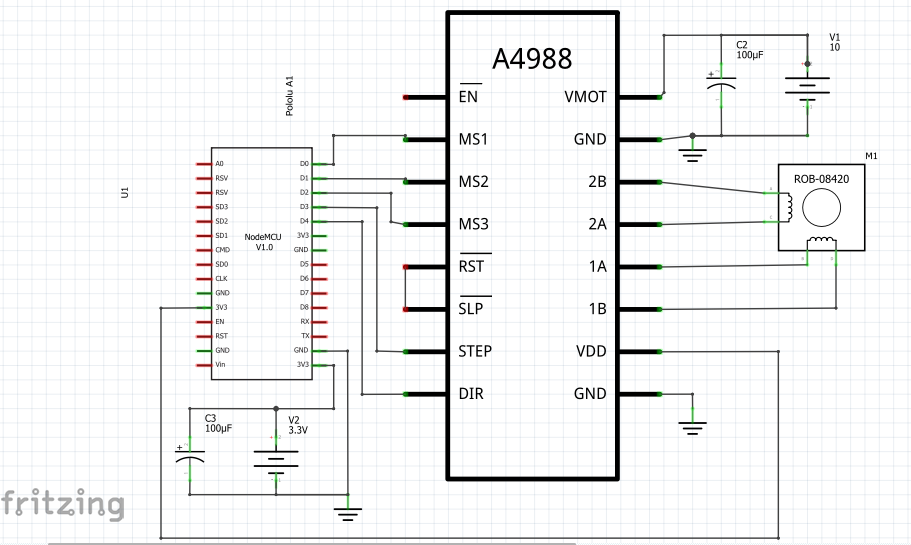 A4988
EN
MS1
MS2
MS3
RST
SLP
STEP
DIR
VMOT
GND
2B
2A
1A
1B
VDD
GND
Pololu A1
U1
NodeMCU
V1.0
A0
RSV
RSV
SD3
SD2
SD1
CMD
SD0
CLK
GND
3V3
EN
RST
GND
Vin
D0
D1
D2
D3
D4
3V3
GND
D5
D6
D7
D8
RX
TX
GND
3V3
C2
100µF
V1
10
M1
ROB-08420
C3
100µF
V2
3.3V
fritzing